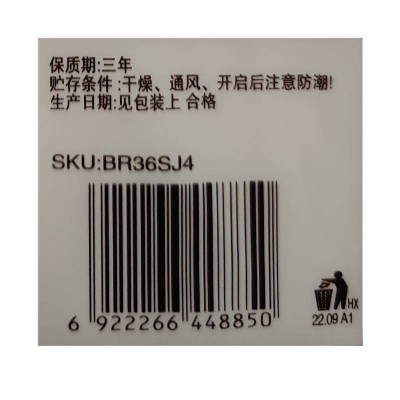 保质期:三年
贮存条件:干燥、通风、开启后注意防潮!
生产日期:见包装上 合格
SKU:BR36SJ4
6 922266 448850
HX
22.09 A1